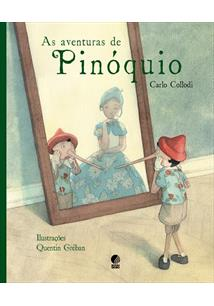 As aventuras de
Pinóquio
Carlo Collodi
Ilustrações
Quentin Gréban